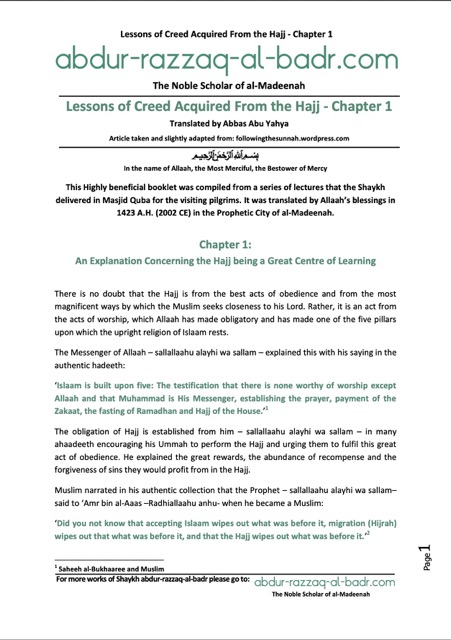 Lessons of Creed Acquired From the Hajj - Chapter 1
abdur-razzaq-al-badr.com
The Noble Scholar of al-Madeenah
Lessons of Creed Acquired From the Hajj - Chapter 1
Translated by Abbas Abu Yahya
Article taken and slightly adapted from: followingthesunnah.wordpress.com
بسم الله الرحمن الرحيم
In the name of Allaah, the Most Merciful, the Bestower of Mercy
This Highly beneficial booklet was compiled from a series of lectures that the Shaykh
delivered in Masjid Quba for the visiting pilgrims. It was translated by Allaah's blessings in
1423 A.H. (2002 CE) in the Prophetic City of al-Madeenah.
Chapter 1:
An Explanation Concerning the Hajj being a Great Centre of Learning
There is no doubt that the Hajj is from the best acts of obedience and from the most
magnificent ways by which the Muslim seeks closeness to his Lord. Rather, it is an act from
the acts of worship, which Allaah has made obligatory and has made one of the five pillars
upon which the upright religion of Islaam rests.
The Messenger of Allaah – sallallaahu alayhi wa sallam – explained this with his saying in the
authentic hadeeth:
'Islaam is built upon five: The testification that there is none worthy of worship except
Allaah and that Muhammad is His Messenger, establishing the prayer, payment of the
Zakaat, the fasting of Ramadhan and Hajj of the House.'1
The obligation of Hajj is established from him – sallallaahu alayhi wa sallam – in many
ahaadeeth encouraging his Ummah to perform the Hajj and urging them to fulfil this great
act of obedience. He explained the great rewards, the abundance of recompense and the
forgiveness of sins they would profit from in the Hajj.
Muslim narrated in his authentic collection that the Prophet – sallallaahu alayhi wa sallam–
said to 'Amr bin al-Aaas –Radhiallaahu anhu- when he became a Muslim:
'Did you not know that accepting Islaam wipes out what was before it, migration (Hijrah)
wipes out that what was before it, and that the Hajj wipes out what was before it.'2
1 Saheeh al-Bukhaaree and Muslim
For more works of Shaykh abdur-razzaq-al-badr please go to: abdur-razzaq-al-badr.com
The Noble Scholar of al-Madeenah
Page1